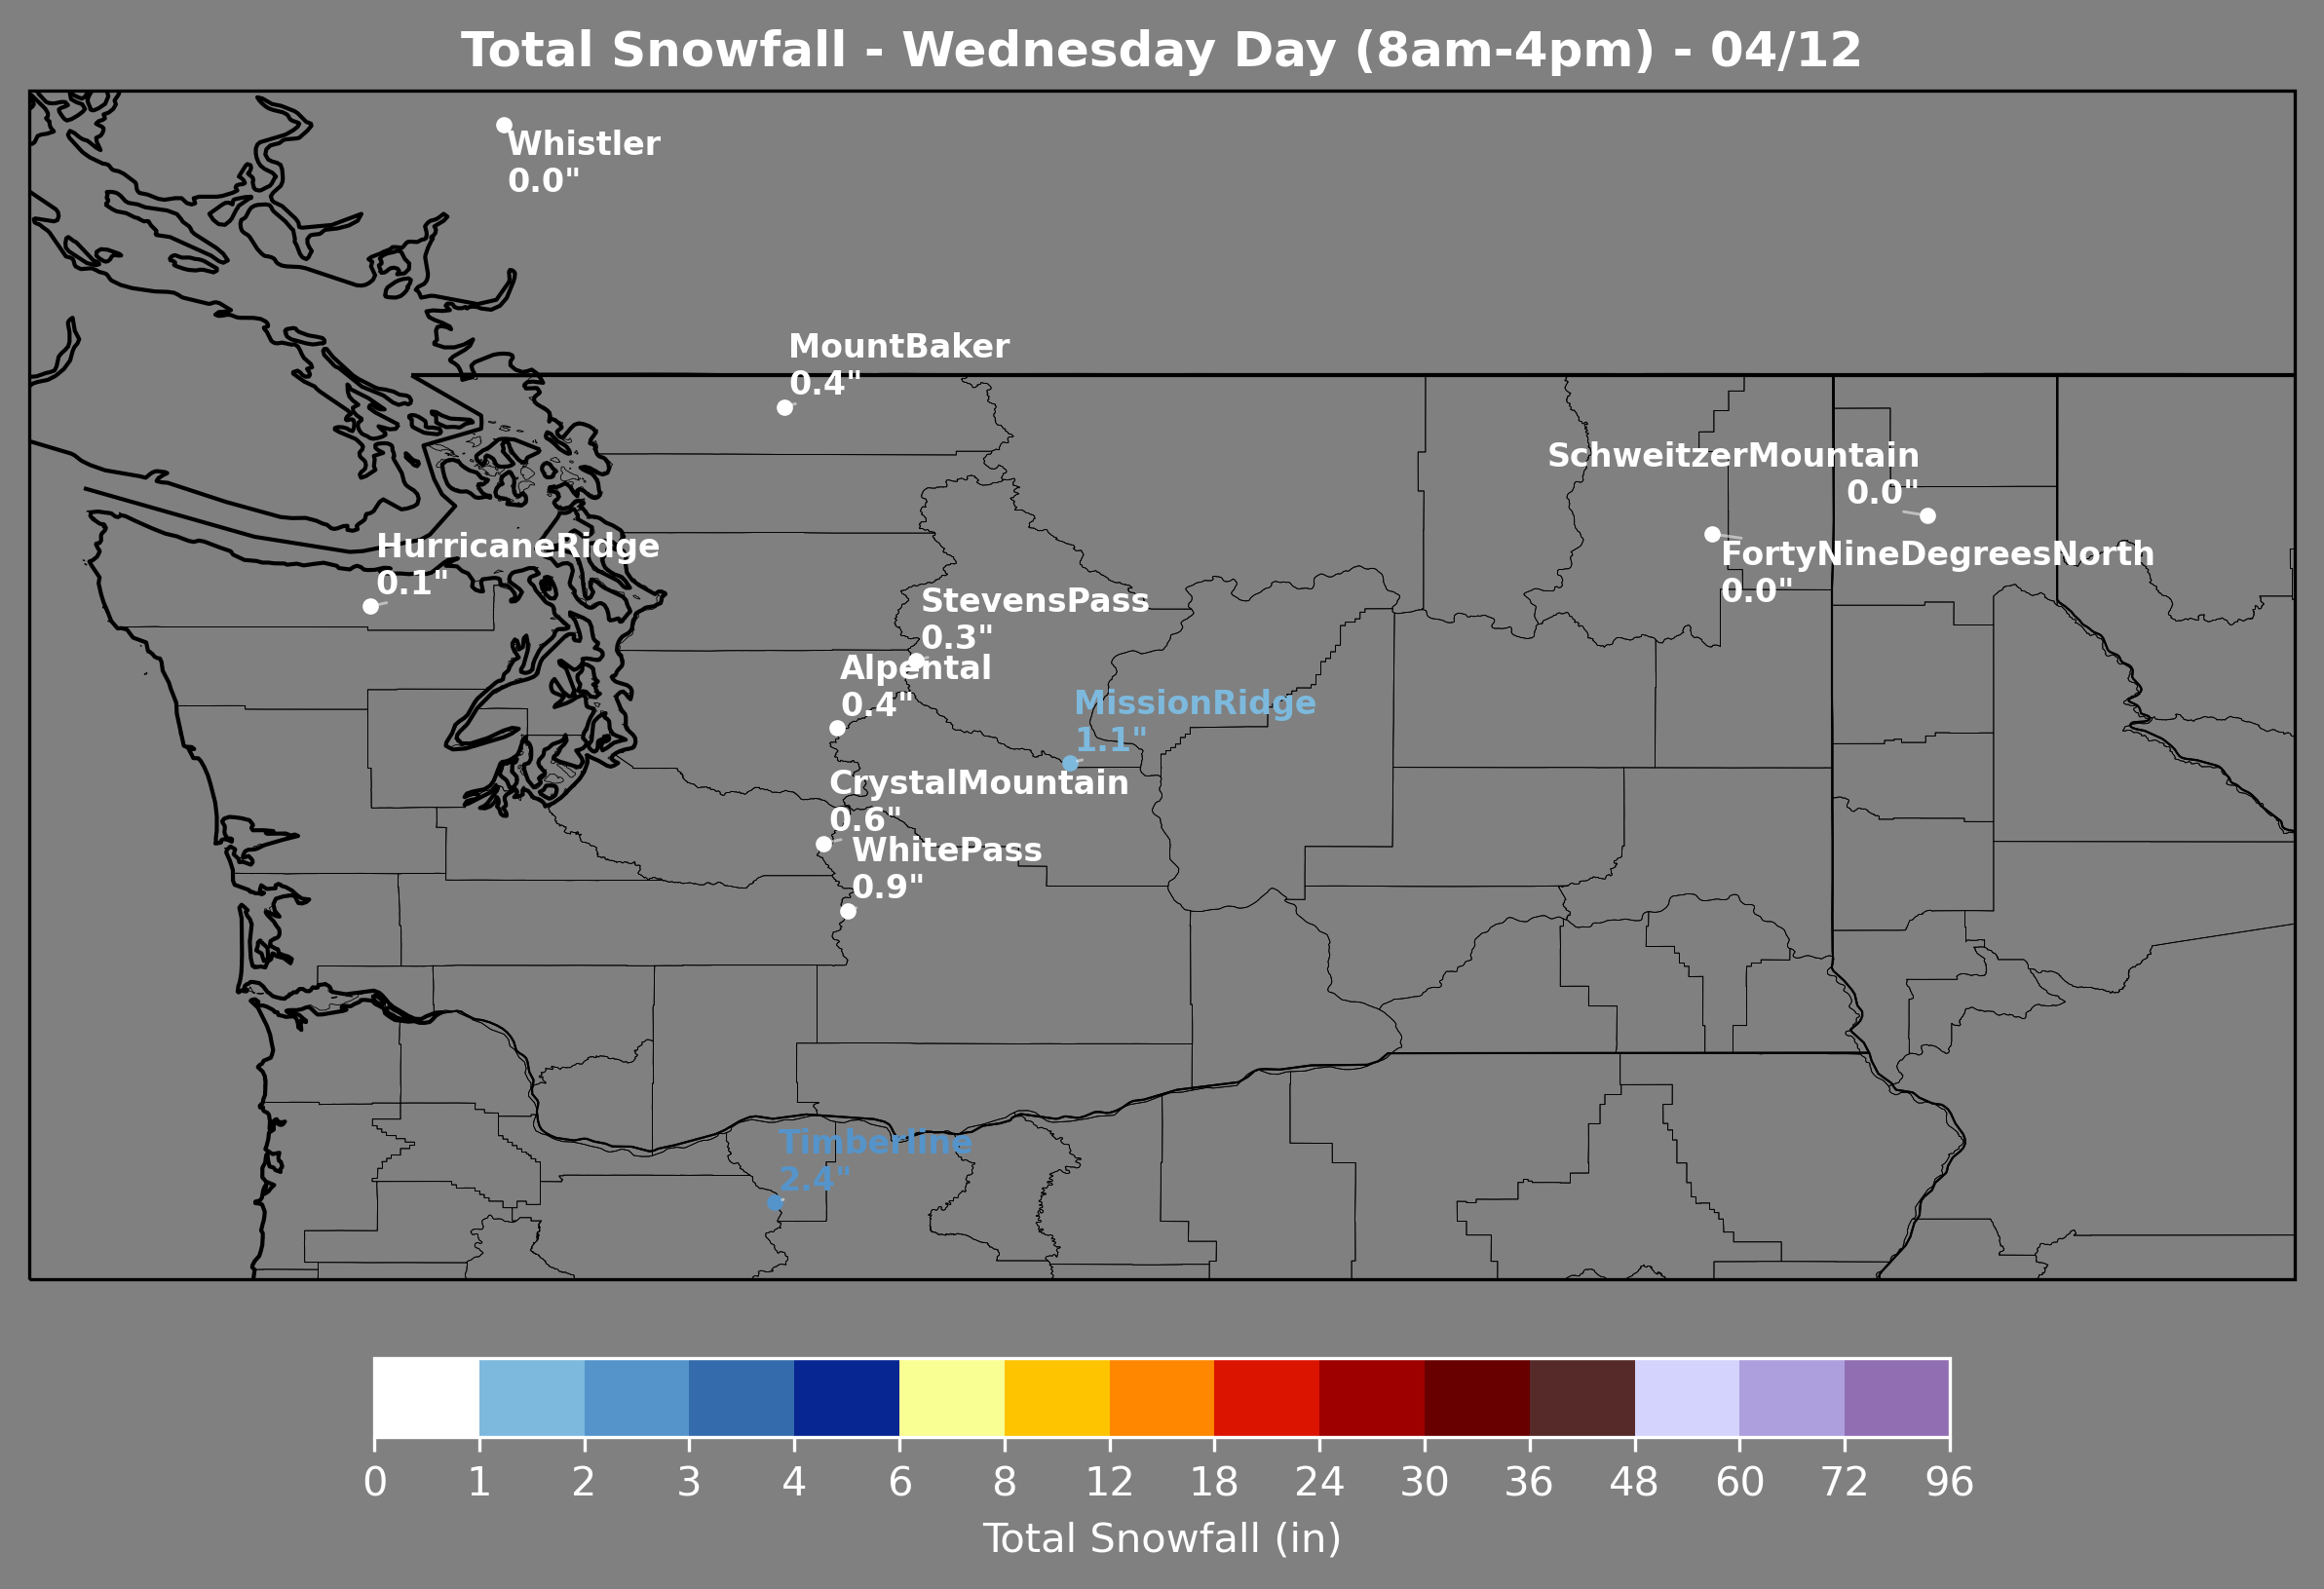 Total Snowfall - Wednesday Day (8am-4pm) - 04/12
Whistler
0.0"
MountBaker
0.4"
SchweitzerMountain
0.0"
HurricaneRidge
0.1"
FortyNineDegreesNorth
0.0"
StevensPass
0.3"
Alpental
0.4"
MissionRidge
1.1"
CrystalMountain
0.6"
WhitePass
0.9"
Timberline
2.4"
0 1 2 3 4 6 8 12 18 24 30 36 48 60 72 96
Total Snowfall (in)